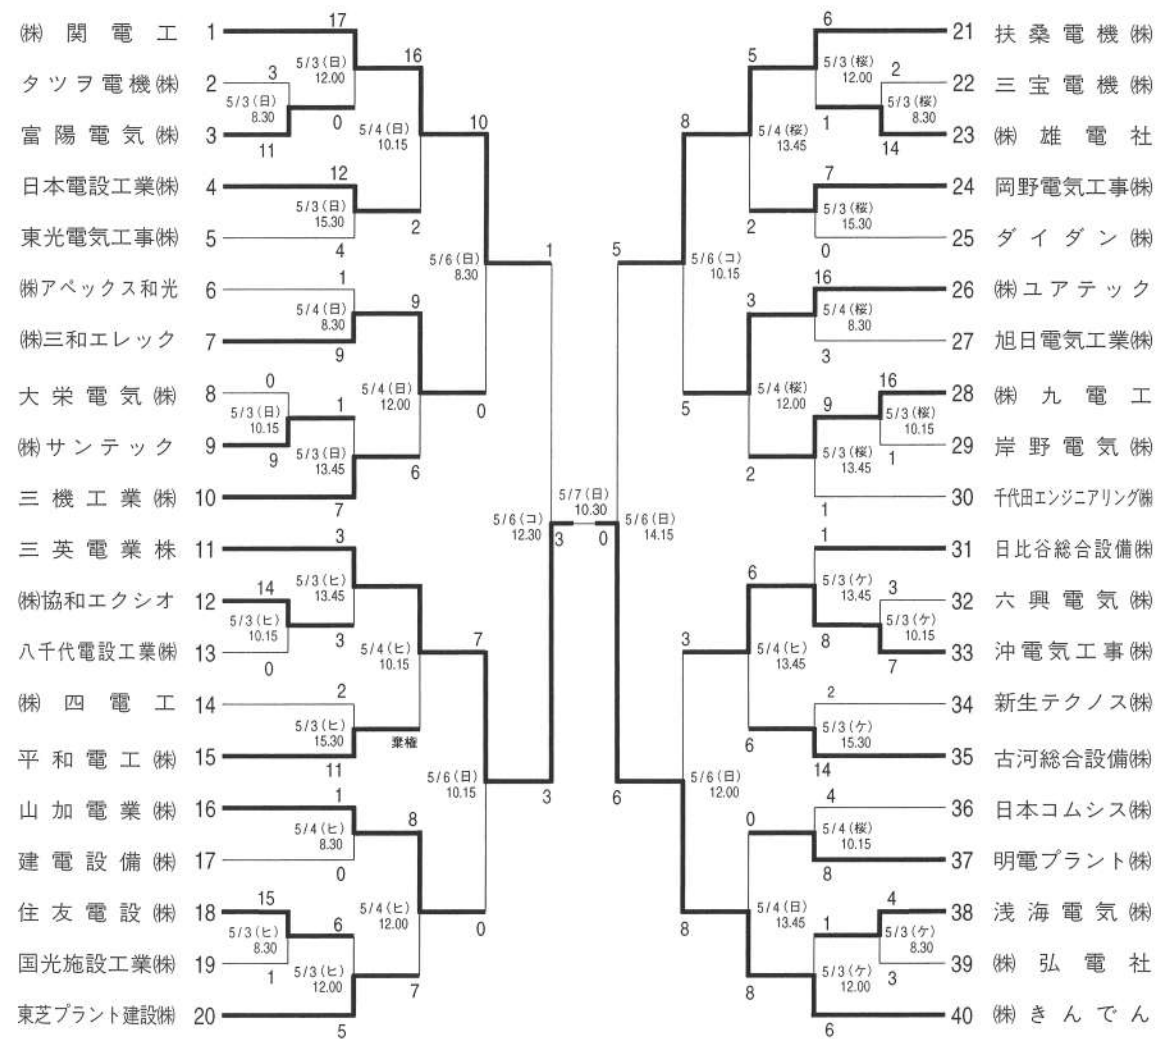 ㈱関電工 1
タツヲ電機㈱ 2
富陽電気㈱ 3
日本電設工業㈱ 4
東光電気工事㈱ 5
㈱アペックス和光 6
㈱三和エレック 7
大栄電気㈱ 8
㈱サンテック 9
三機工業㈱ 10
三英電業株 11
㈱協和エクシオ 12
八千代電設工業㈱ 13
㈱四電工 14
平和電工㈱ 15
山加電業㈱ 16
建電設備㈱ 17
住友電設㈱ 18
国光施設工業㈱ 19
東芝プラント建設㈱ 20
17
5/3(日)
12.00
0
3
5/3(日)
8.30
11
12
5/3(日)
15.30
4
1
5/4(日)
8.30
9
0
5/3(日)
10.15
9
1
5/3(日)
13.45
7
3
5/3(ヒ)
13.45
3
14
5/3(ヒ)
10.15
0
2
5/3(ヒ)
15.30
11
1
5/4(ヒ)
8.30
0
15
5/3(ヒ)
8.30
1
6
5/3(ヒ)
12.00
5
16
5/4(日)
10.15
2
9
5/4(日)
12.00
6
5/4(ヒ)
10.15
棄権
8
5/4(ヒ)
12.00
7
10
5/6(日)
8.30
0
7
5/6(日)
10.15
0
1
5/6(コ)
12.30
3
5/7(日)
10.30
3 0
5
5/6(日)
14.15
6
8
5/6(コ)
10.15
5
3
5/6(日)
12.00
8
5
5/4(桜)
13.45
2
3
5/4(桜)
12.00
2
6
5/4(ヒ)
13.45
6
0
5/4(日)
13.45
8
6
5/3(桜)
12.00
1
2
5/3(桜)
8.30
14
7
5/3(桜)
15.30
0
16
5/4(桜)
8.30
3
16
5/3(桜)
10.15
1
9
5/3(桜)
13.45
1
1
5/3(ケ)
13.45
8
3
5/3(ケ)
10.15
7
2
5/3(ケ)
15.30
14
4
5/4(桜)
10.15
8
4
5/3(ケ)
8.30
3
1
5/3(ケ)
12.00
6
21 扶桑電機㈱
22 三宝電機㈱
23 ㈱雄電社
24 岡野電気工事㈱
25 ダイダン㈱
26 ㈱ユアテック
27 旭日電気工業㈱
28 ㈱九電工
29 岸野電気㈱
30 千代田エンジニアリング㈱
31 日比谷総合設備㈱
32 六興電気㈱
33 沖電気工事㈱
34 新生テクノス㈱
35 古河総合設備㈱
36 日本コムシス㈱
37 明電プラント㈱
38 浅海電気㈱
39 ㈱弘電社
40 ㈱きんでん